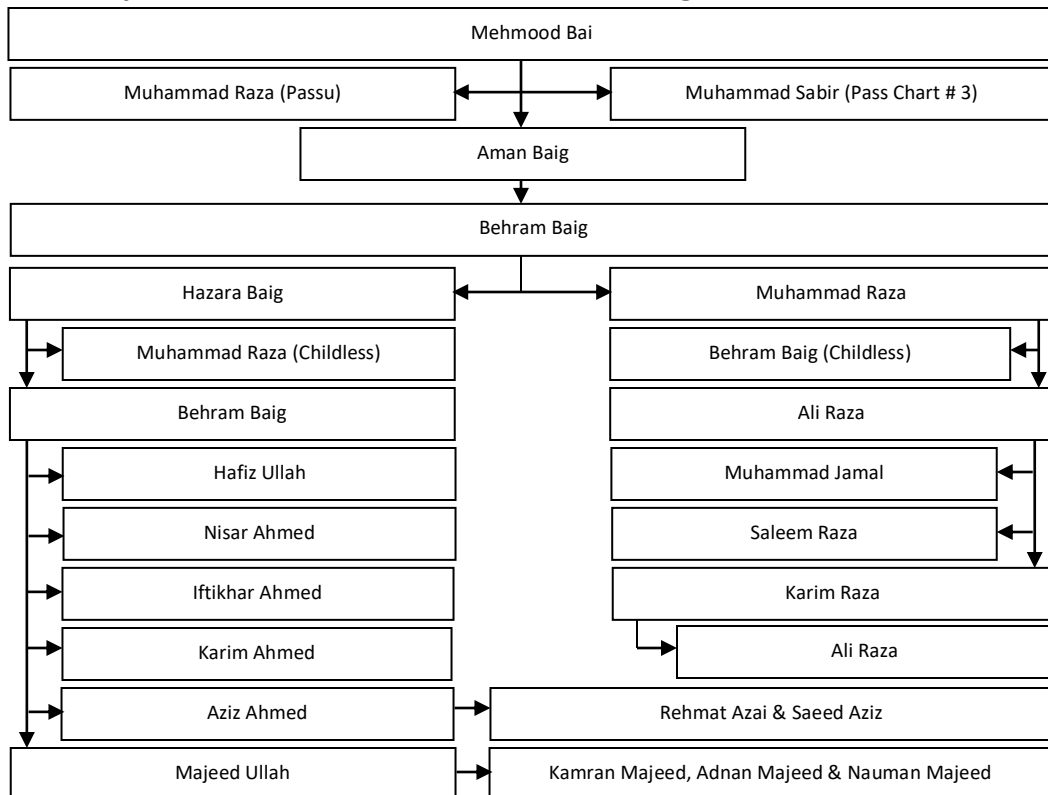 Mehmood Bai
Muhammad Raza (Passu)
Muhammad Sabir (Pass Chart # 3)
Aman Baig
Behram Baig
Hazara Baig
Muhammad Raza
Muhammad Raza (Childless)
Behram Baig (Childless)
Behram Baig
Ali Raza
Hafiz Ullah
Muhammad Jamal
Nisar Ahmed
Saleem Raza
Iftikhar Ahmed
Karim Raza
Karim Ahmed
Ali Raza
Aziz Ahmed
Rehmat Azai & Saeed Aziz
Majeed Ullah
Kamran Majeed, Adnan Majeed & Nauman Majeed